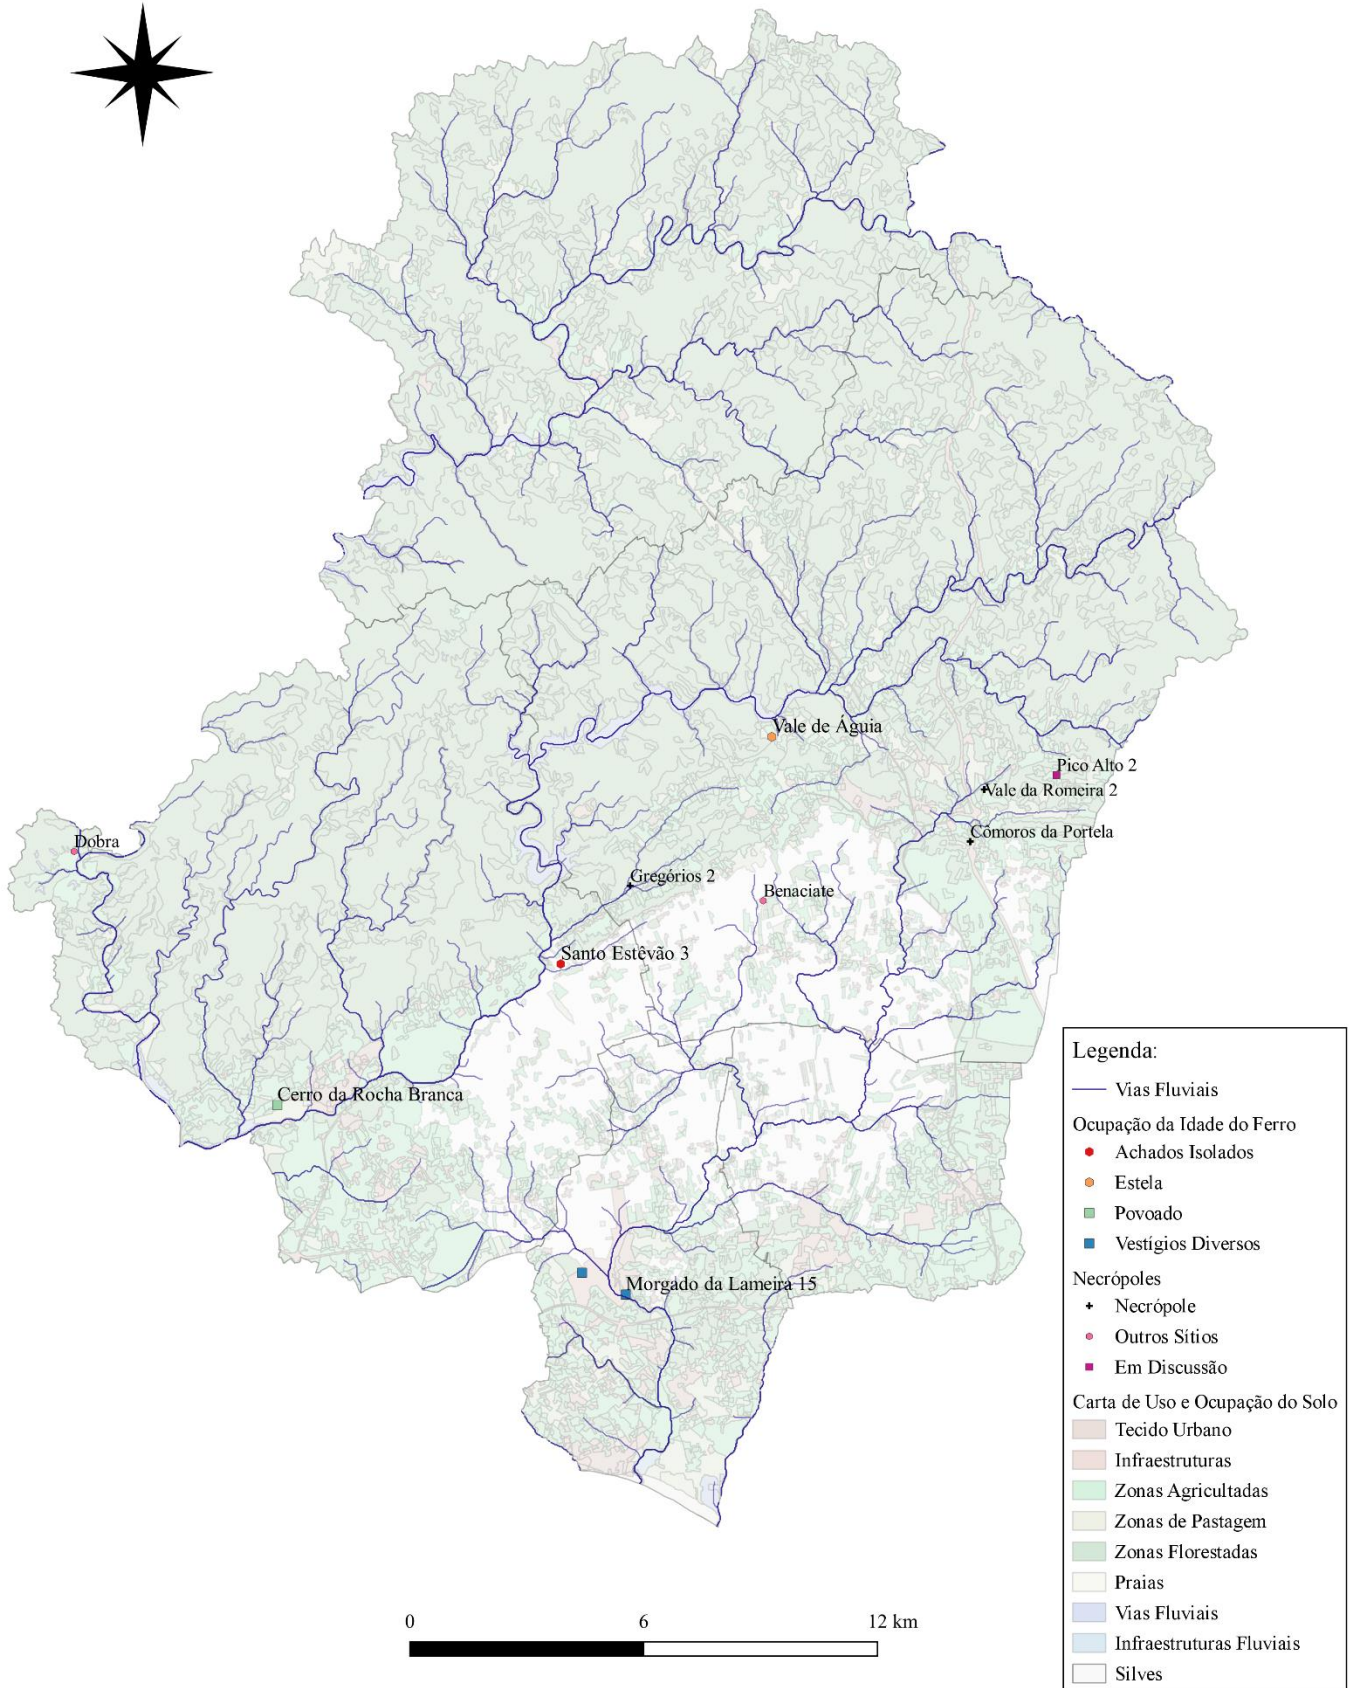 Vale de Águia
Pico Alto 2
Vale da Romeira 2
Cômoros da Portela
Dobra
Gregórios 2
Benaciate
Santo Estêvão 3
Cerro da Rocha Branca
Morgado da Lameira 15
Legenda:
Vias Fluviais
Ocupação da Idade do Ferro
Achados Isolados
Estela
Povoado
Vestígios Diversos
Necrópoles
Necrópole
Outros Sítios
Em Discussão
Carta de Uso e Ocupação do Solo
Tecido Urbano
Infraestruturas
Zonas Agricultadas
Zonas de Pastagem
Zonas Florestadas
Praias
Vias Fluviais
Infraestruturas Fluviais
Silves
0 6 12 km